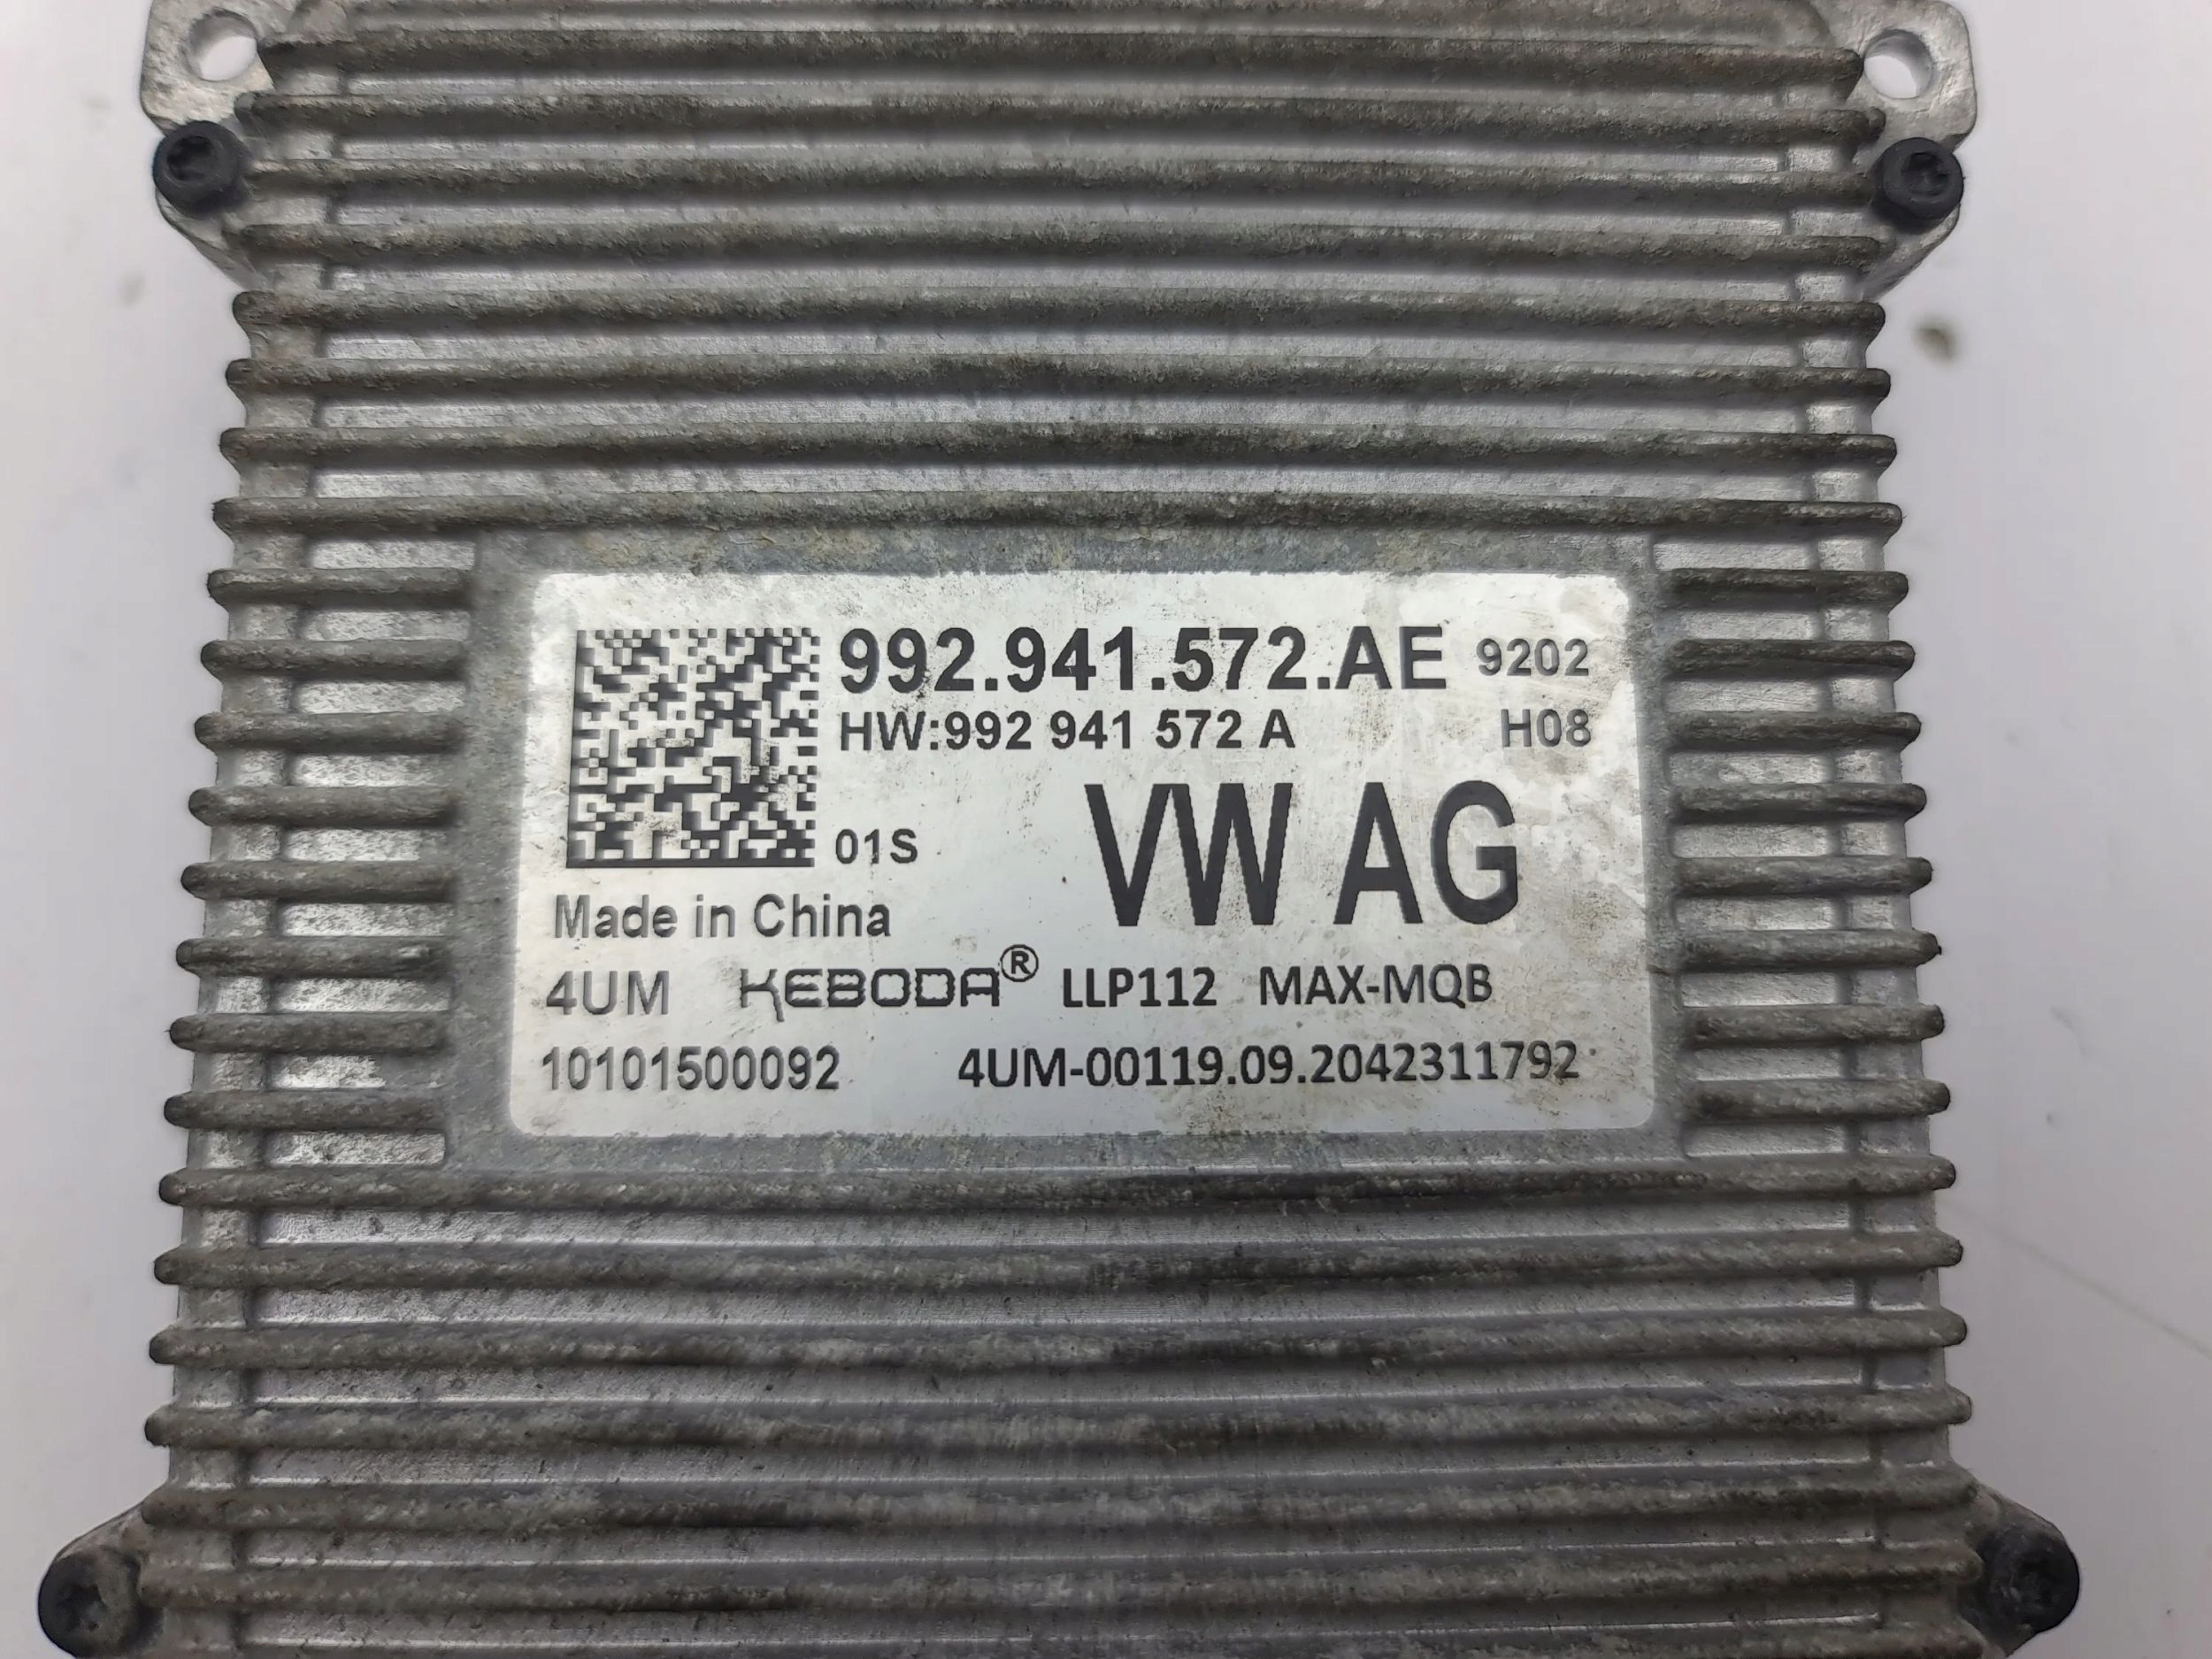 992.941.572.AE 9202
HW:992 941 572 A H08
VW AG
01S
Made in China
4UM KEBODA® LLP112 MAX-MQB
10101500092 4UM-00119.09.2042311792